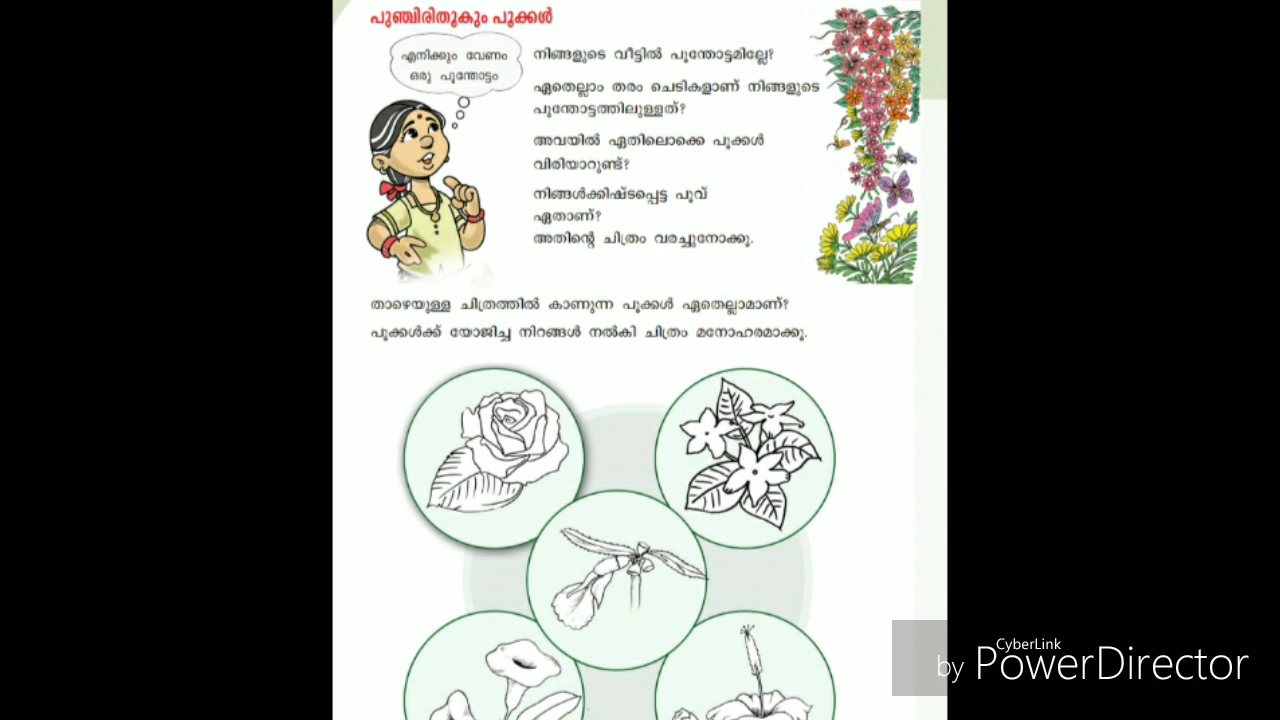 പുഞ്ചിരിതൂകും പൂക്കൾ
എനിക്കും വേണം
ഒരു പൂന്തോട്ടം
നിങ്ങളുടെ വീട്ടിൽ പൂന്തോട്ടമില്ലേ?
ഏതെല്ലാം തരം ചെടികളാണ് നിങ്ങളുടെ
പൂന്തോട്ടത്തിലുള്ളത്?
അവയിൽ ഏതിലൊക്കെ പൂക്കൾ
വിരിയാറുണ്ട്?
നിങ്ങൾക്കിഷ്ടപ്പെട്ട പൂവ്
ഏതാണ്?
അതിന്റെ ചിത്രം വരച്ചുനോക്കൂ.
താഴെയുള്ള ചിത്രത്തിൽ കാണുന്ന പൂക്കൾ ഏതെല്ലാമാണ്?
പൂക്കൾക്ക് യോജിച്ച നിറങ്ങൾ നൽകി ചിത്രം മനോഹരമാക്കൂ.
CyberLink
by PowerDirector